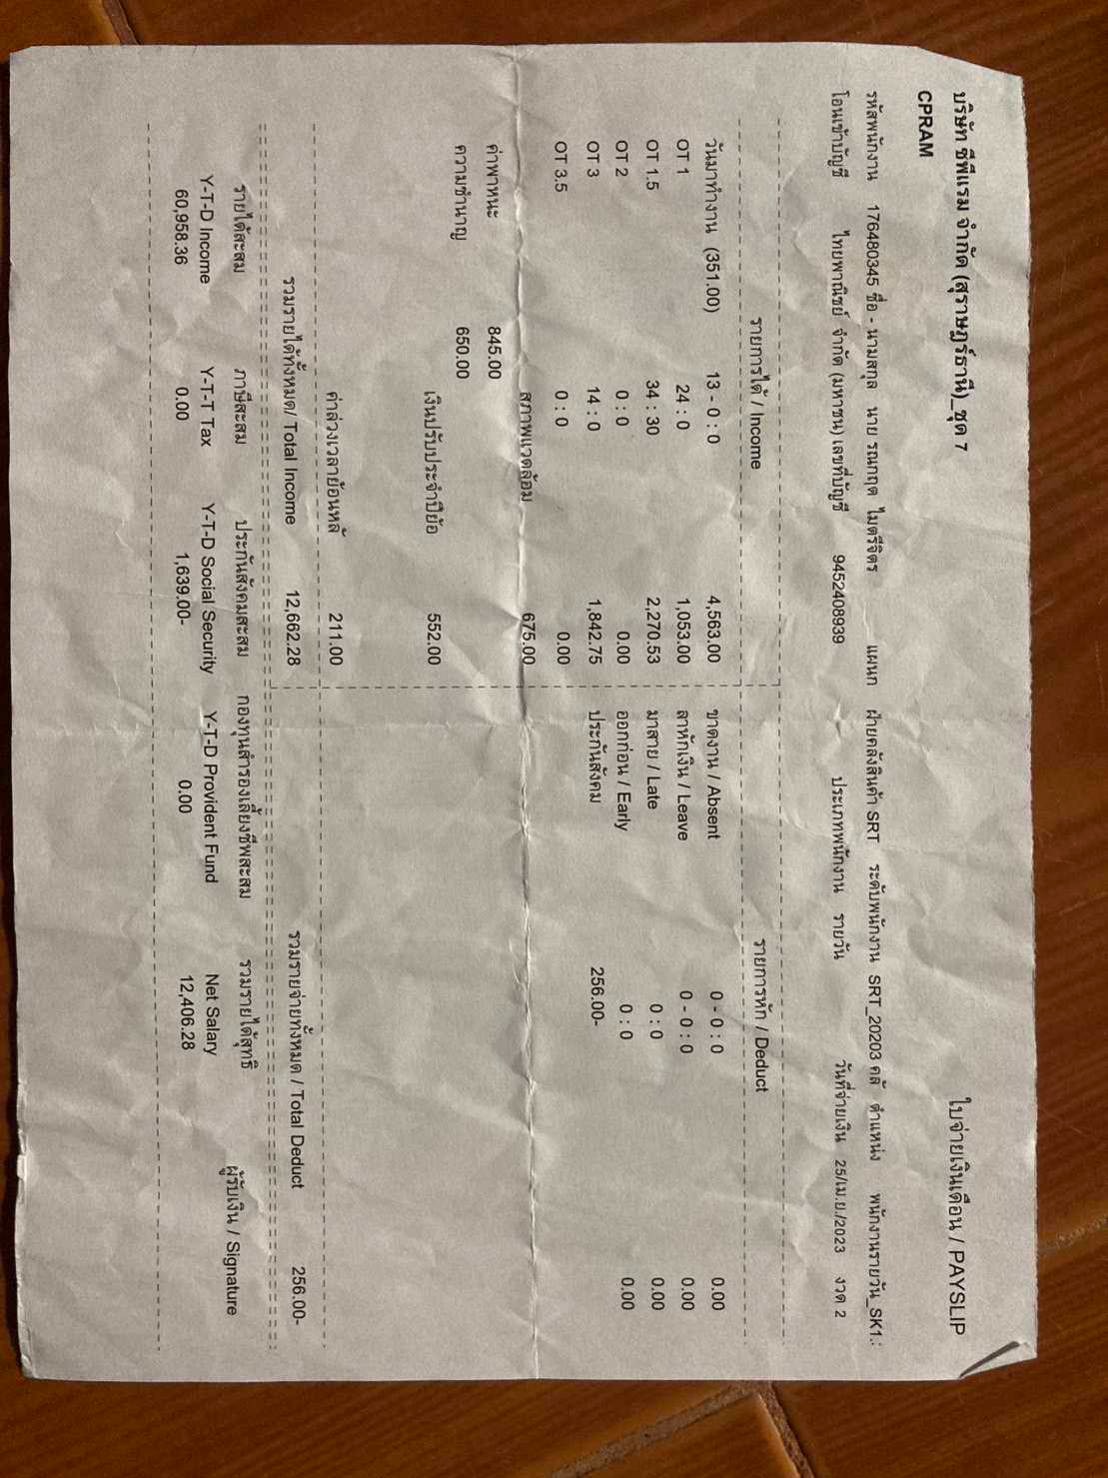 บริษัท ซีพีแรม จำกัด (สุราษฎร์ธานี)_ชุด 7 ใบจ่ายเงินเดือน / PAYSLIP
CPRAM
รหัสพนักงาน 176480345 ชื่อ - นามสกุล นาย รณกฤต ไมตรีจิตร แผนก ฝ่ายคลังสินค้า SRT ระดับพนักงาน SRT_20203 คลั ตำแหน่ง พนักงานรายวัน_SK1.:
โอนเข้าบัญชี ไทยพาณิชย์ จำกัด (มหาชน) เลขที่บัญชี 9452408939 ประเภทพนักงาน รายวัน วันที่จ่ายเงิน 25/เม.ย./2023 งวด 2
รายการได้ / Income รายการหัก / Deduct
วันมาทำงาน (351.00) 13 - 0 : 0 4,563.00 ขาดงาน / Absent 0 - 0 : 0 0.00
OT 1 24 : 0 1,053.00 ลาหักเงิน / Leave 0 - 0 : 0 0.00
OT 1.5 34 : 30 2,270.53 มาสาย / Late 0 : 0 0.00
OT 2 0 : 0 0.00 ออกก่อน / Early 0 : 0 0.00
OT 3 14 : 0 1,842.75 ประกันสังคม 256.00-
OT 3.5 0 : 0 0.00
สภาพแวดล้อม 675.00
ค่าพาหนะ 845.00
ความชำนาญ 650.00
เงินปรับประจำปีย้อ 552.00
ค่าล่วงเวลาย้อนหลั 211.00
รวมรายได้ทั้งหมด/ Total Income 12,662.28 รวมรายจ่ายทั้งหมด / Total Deduct 256.00-
รายได้สะสม ภาษีสะสม ประกันสังคมสะสม กองทุนสำรองเลี้ยงชีพสะสม รวมรายได้สุทธิ ผู้รับเงิน / Signature
Y-T-D Income Y-T-T Tax Y-T-D Social Security Y-T-D Provident Fund Net Salary
60,958.36 0.00 1,639.00- 0.00 12,406.28